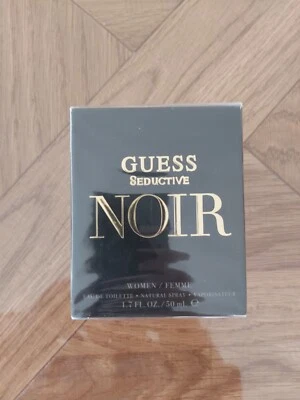 GUESS
SEDUCTIVE
NOIR
WOMEN / FEMME
EAU DE TOILETTE • NATURAL SPRAY • VAPORISATEUR
1.7 FL. OZ./50 mL ℮